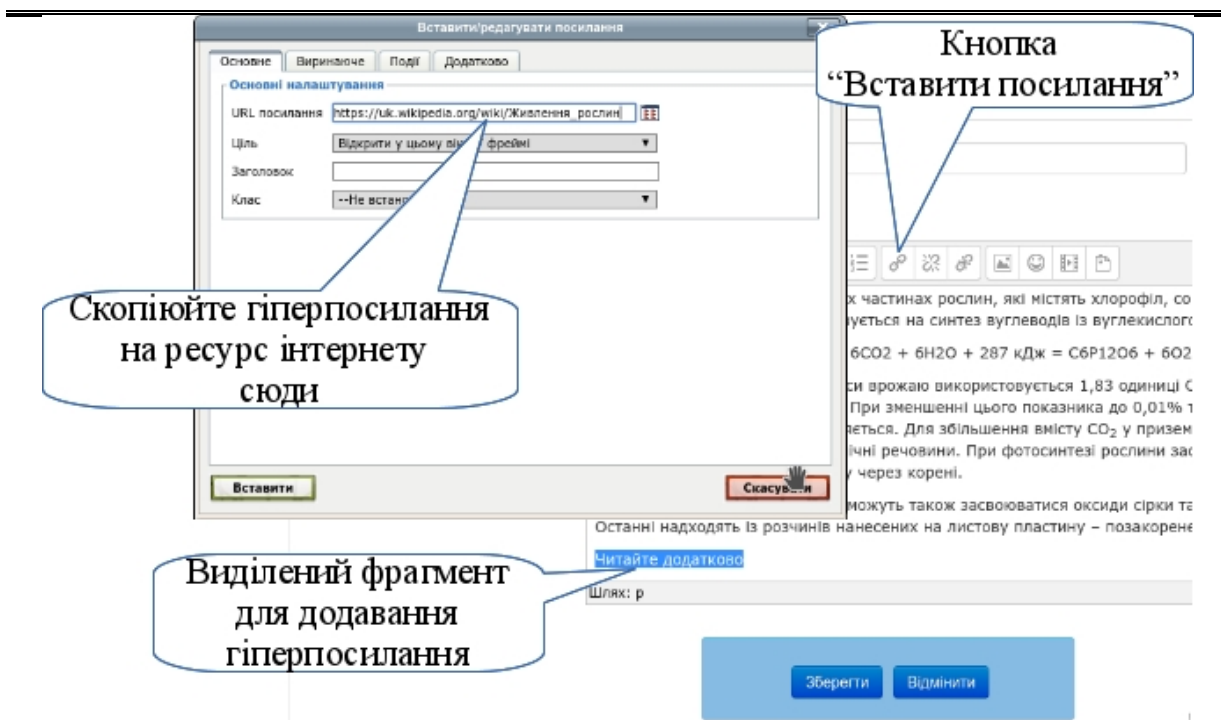 Вставити/редагувати посилання
Кнопка
“Вставити посилання”
Основне Виринаюче Події Додатково
Основні налаштування
URL посилання https://uk.wikipedia.org/wiki/Живлення_рослин
Ціль Відкрити у цьому фреймі
Заголовок
Клас --Не встан
Скопіюйте гіперпосилання
на ресурс інтернету
сюди
х частинах рослин, які містять хлорофіл, со
ується на синтез вуглеводів із вуглекислого
6CO2 + 6H2O + 287 кДж = C6P12O6 + 6O2
си врожаю використовується 1,83 одиниці С
При зменшенні цього показника до 0,01% т
яється. Для збільшення вмісту CO₂ у призем
ічні речовини. При фотосинтезі рослини зас
у через корені.
можуть також засвоюватися оксиди сірки та
Останні надходять із розчинів нанесених на листову пластину – позакорене
Вставити Скасувати
Читайте додатково
Виділений фрагмент
для додавання
гіперпосилання
Шлях: p
Зберегти Відмінити